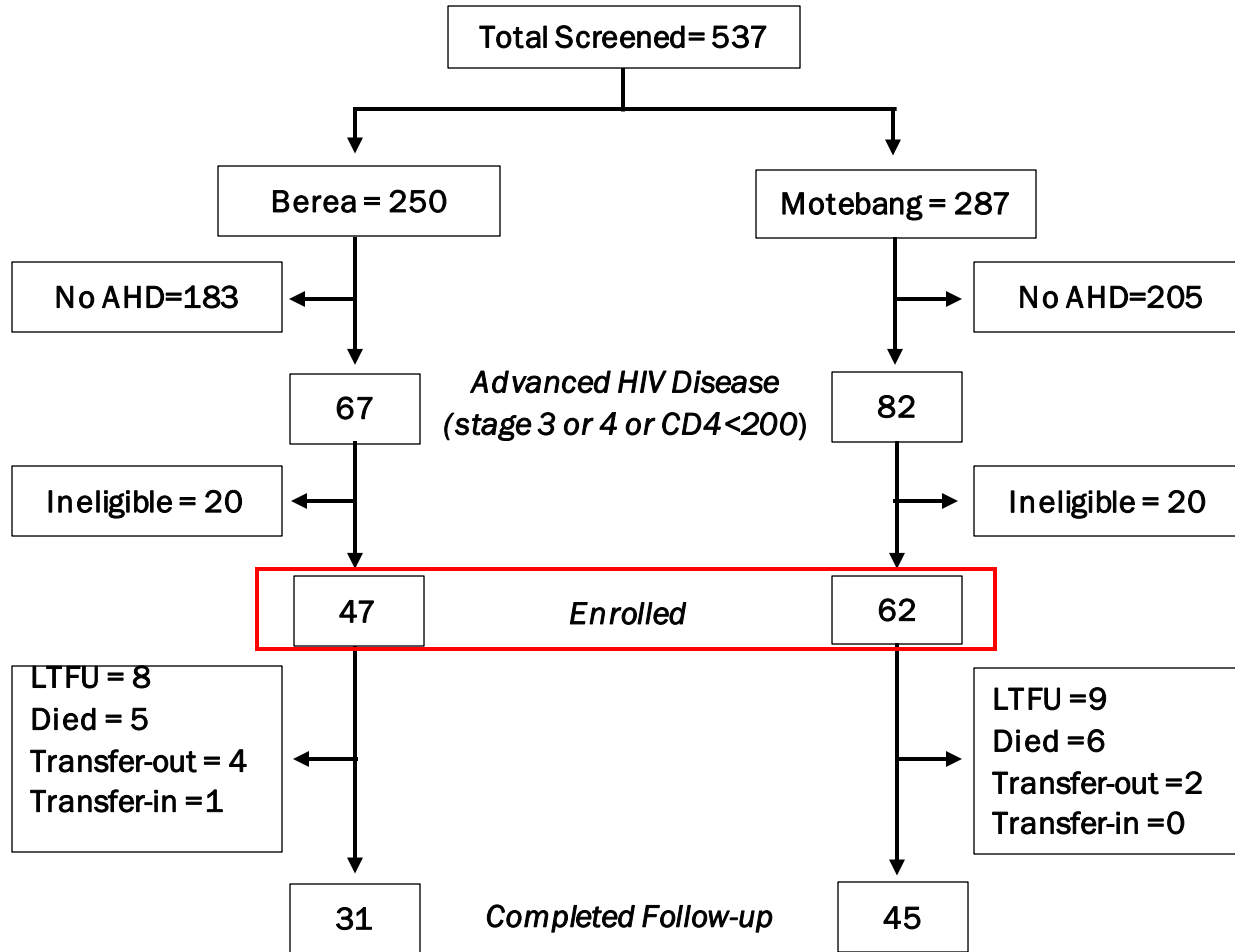 Total Screened= 537
Berea = 250
Motebang = 287
No AHD=183
No AHD=205
67
Advanced HIV Disease
(stage 3 or 4 or CD4<200)
82
Ineligible = 20
Ineligible = 20
47
Enrolled
62
LTFU = 8
Died = 5
Transfer-out = 4
Transfer-in =1
LTFU =9
Died =6
Transfer-out =2
Transfer-in =0
31
Completed Follow-up
45